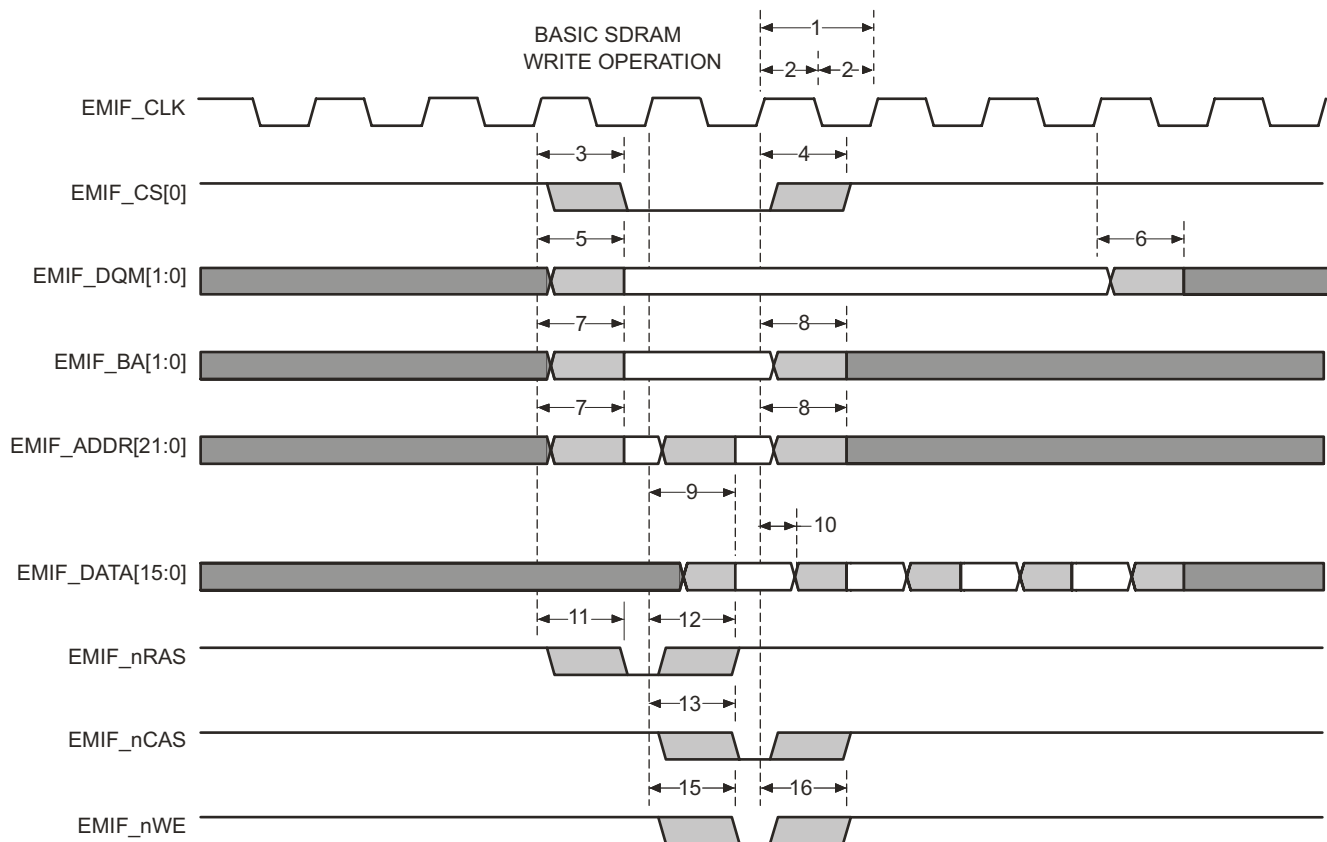 BASIC SDRAM
WRITE OPERATION
1
2 2
EMIF_CLK
3 4
EMIF_CS[0]
5 6
EMIF_DQM[1:0]
7 8
EMIF_BA[1:0]
7 8
EMIF_ADDR[21:0]
9
10
EMIF_DATA[15:0]
11 12
EMIF_nRAS
13
EMIF_nCAS
15 16
EMIF_nWE